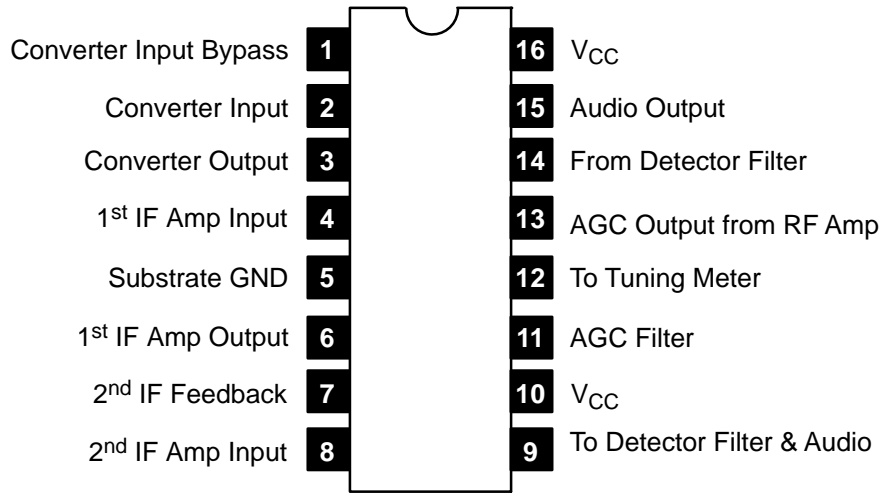 Converter Input Bypass 1 16 VCC
Converter Input 2 15 Audio Output
Converter Output 3 14 From Detector Filter
1st IF Amp Input 4 13 AGC Output from RF Amp
Substrate GND 5 12 To Tuning Meter
1st IF Amp Output 6 11 AGC Filter
2nd IF Feedback 7 10 VCC
2nd IF Amp Input 8 9 To Detector Filter & Audio